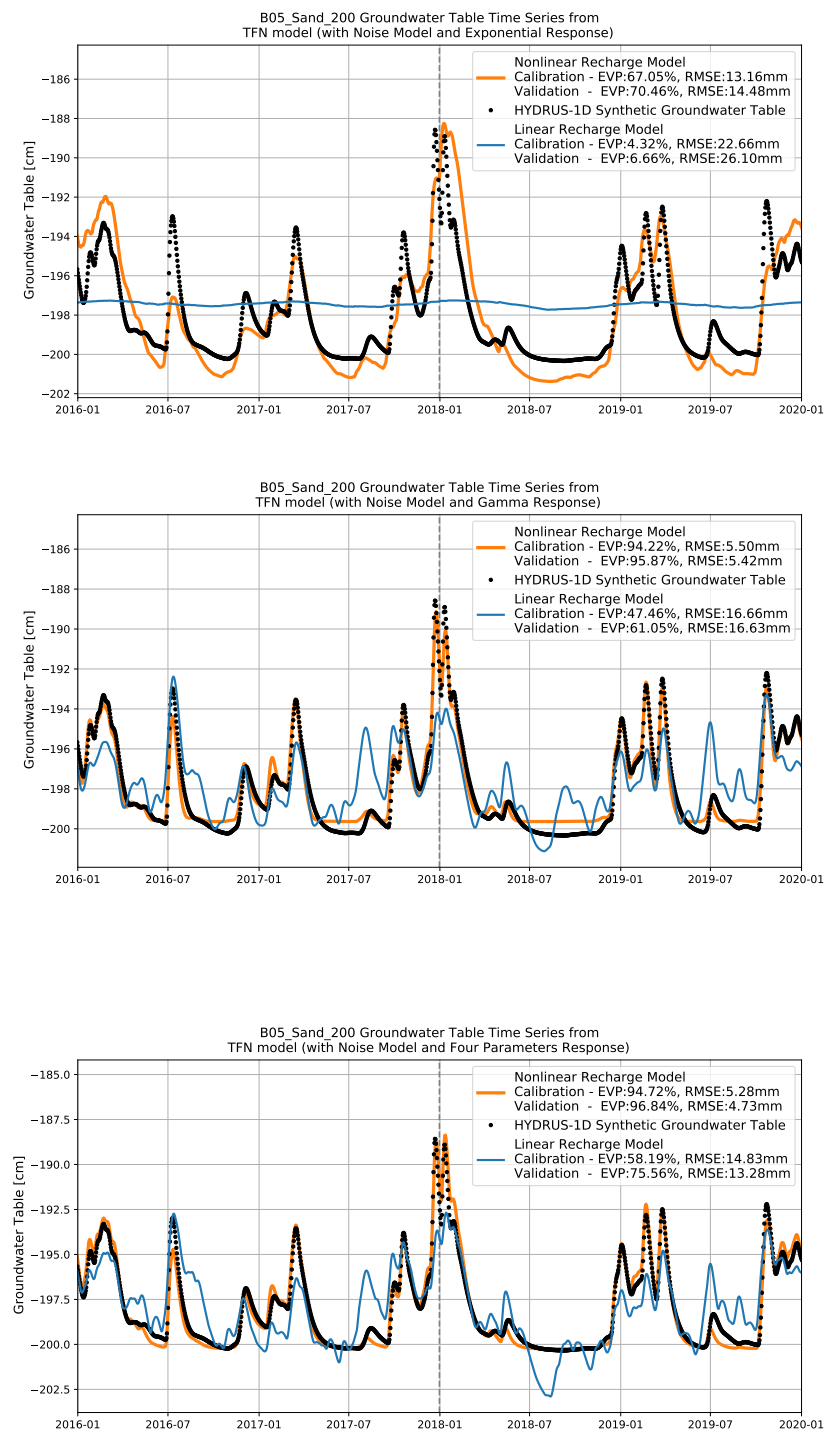 B05_Sand_200 Groundwater Table Time Series from
TFN model (with Noise Model and Exponential Response)
Groundwater Table [cm]
−186
−188
−190
−192
−194
−196
−198
−200
−202
Nonlinear Recharge Model
Calibration - EVP:67.05%, RMSE:13.16mm
Validation  -  EVP:70.46%, RMSE:14.48mm
HYDRUS-1D Synthetic Groundwater Table
Linear Recharge Model
Calibration - EVP:4.32%, RMSE:22.66mm
Validation  -  EVP:6.66%, RMSE:26.10mm
2016-01 2016-07 2017-01 2017-07 2018-01 2018-07 2019-01 2019-07 2020-01
B05_Sand_200 Groundwater Table Time Series from
TFN model (with Noise Model and Gamma Response)
Groundwater Table [cm]
−186
−188
−190
−192
−194
−196
−198
−200
Nonlinear Recharge Model
Calibration - EVP:94.22%, RMSE:5.50mm
Validation  -  EVP:95.87%, RMSE:5.42mm
HYDRUS-1D Synthetic Groundwater Table
Linear Recharge Model
Calibration - EVP:47.46%, RMSE:16.66mm
Validation  -  EVP:61.05%, RMSE:16.63mm
2016-01 2016-07 2017-01 2017-07 2018-01 2018-07 2019-01 2019-07 2020-01
B05_Sand_200 Groundwater Table Time Series from
TFN model (with Noise Model and Four Parameters Response)
Groundwater Table [cm]
−185.0
−187.5
−190.0
−192.5
−195.0
−197.5
−200.0
−202.5
Nonlinear Recharge Model
Calibration - EVP:94.72%, RMSE:5.28mm
Validation  -  EVP:96.84%, RMSE:4.73mm
HYDRUS-1D Synthetic Groundwater Table
Linear Recharge Model
Calibration - EVP:58.19%, RMSE:14.83mm
Validation  -  EVP:75.56%, RMSE:13.28mm
2016-01 2016-07 2017-01 2017-07 2018-01 2018-07 2019-01 2019-07 2020-01